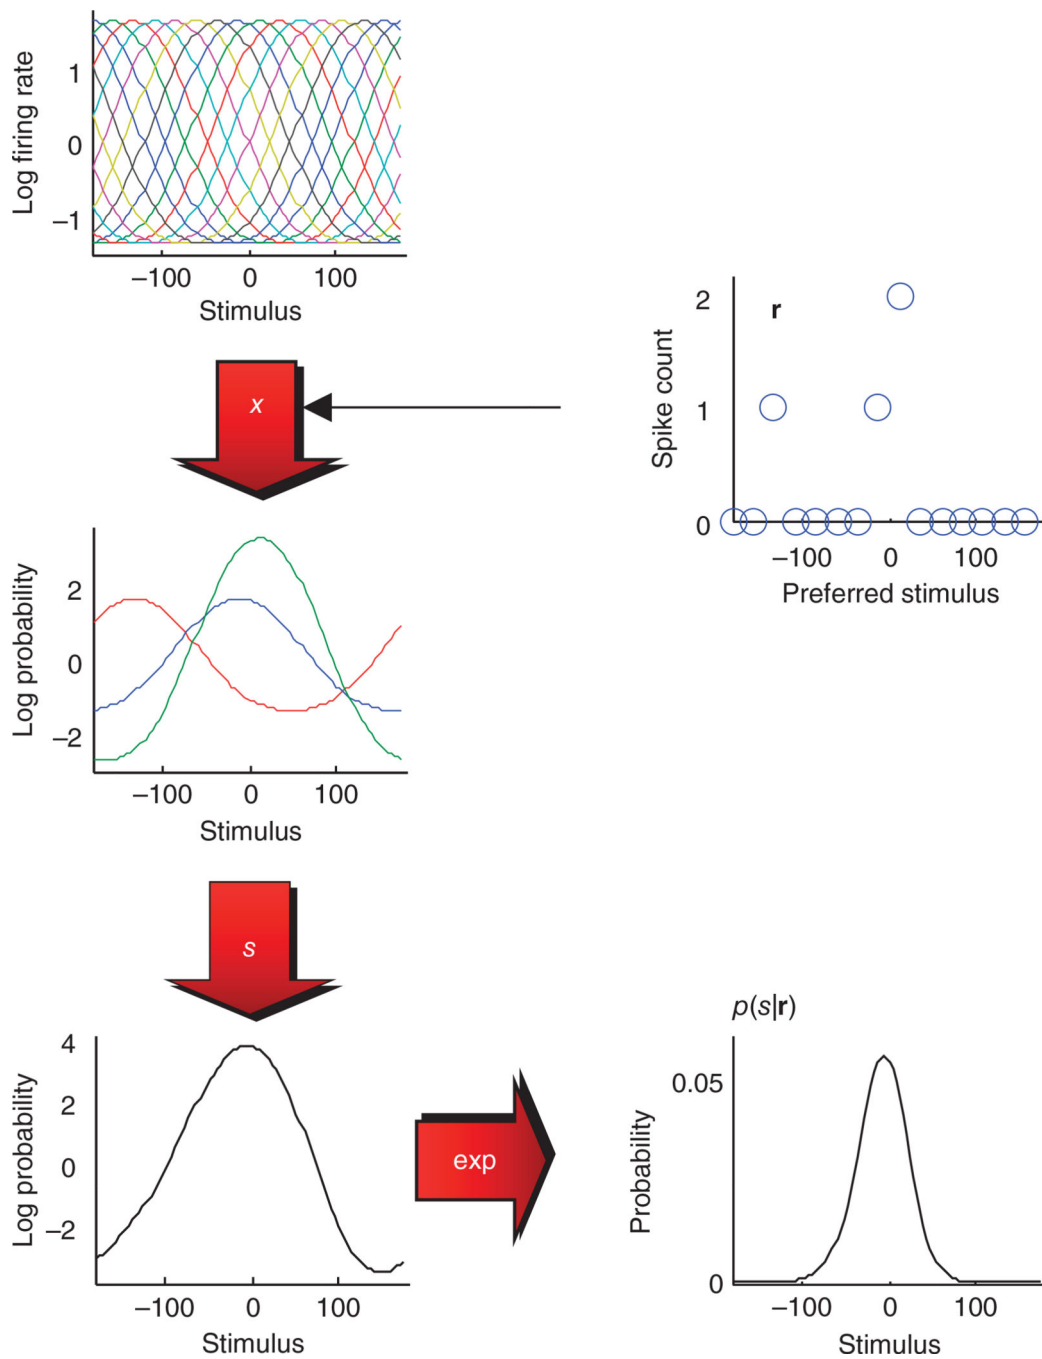 Log firing rate
1
0
−1
−100 0 100
Stimulus
x
r
Spike count
2
1
0
−100 0 100
Preferred stimulus
Log probability
2
0
−2
−100 0 100
Stimulus
s
Log probability
4
2
0
−2
−100 0 100
Stimulus
exp
p(s|r)
Probability
0.05
0
−100 0 100
Stimulus